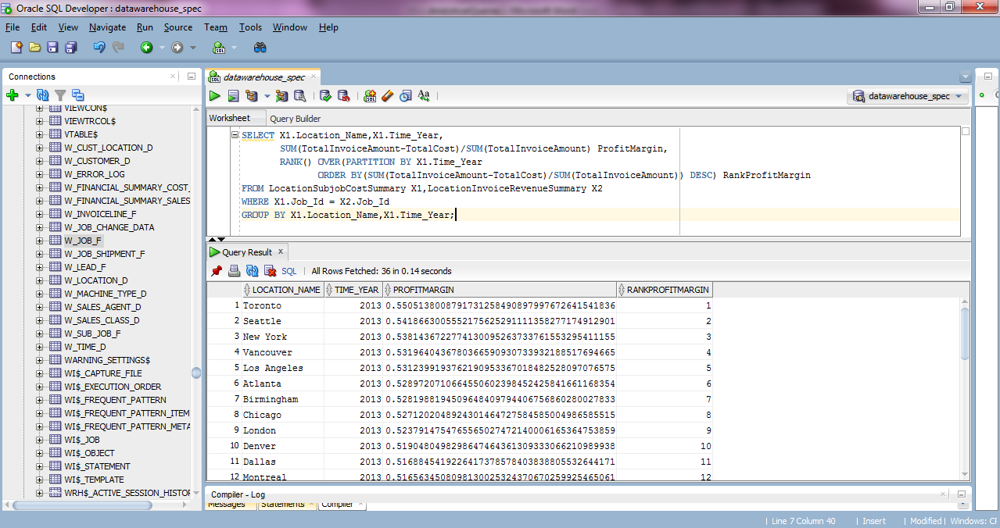 Oracle SQL Developer : datawarehouse_spec
File Edit View Navigate Run Source Team Tools Window Help
Connections
VIEWCON$
VIEWTRCOL$
VTABLE$
W_CUST_LOCATION_D
W_CUSTOMER_D
W_ERROR_LOG
W_FINANCIAL_SUMMARY_COST_
W_FINANCIAL_SUMMARY_SALES
W_INVOICELINE_F
W_JOB_CHANGE_DATA
W_JOB_F
W_JOB_SHIPMENT_F
W_LEAD_F
W_LOCATION_D
W_MACHINE_TYPE_D
W_SALES_AGENT_D
W_SALES_CLASS_D
W_SUB_JOB_F
W_TIME_D
WARNING_SETTINGS$
WI$_CAPTURE_FILE
WI$_EXECUTION_ORDER
WI$_FREQUENT_PATTERN
WI$_FREQUENT_PATTERN_ITEM
WI$_FREQUENT_PATTERN_META
WI$_JOB
WI$_OBJECT
WI$_STATEMENT
WI$_TEMPLATE
WRH$_ACTIVE_SESSION_HISTOR
datawarehouse_spec
datawarehouse_spec
Worksheet Query Builder
SELECT X1.Location_Name,X1.Time_Year,
SUM(TotalInvoiceAmount-TotalCost)/SUM(TotalInvoiceAmount) ProfitMargin,
RANK() OVER(PARTITION BY X1.Time_Year
ORDER BY(SUM(TotalInvoiceAmount-TotalCost)/SUM(TotalInvoiceAmount)) DESC) RankProfitMargin
FROM LocationSubjobCostSummary X1,LocationInvoiceRevenueSummary X2
WHERE X1.Job_Id = X2.Job_Id
GROUP BY X1.Location_Name,X1.Time_Year;
Query Result x
SQL | All Rows Fetched: 36 in 0.14 seconds
LOCATION_NAME TIME_YEAR PROFITMARGIN RANKPROFITMARGIN
1 Toronto 2013 0.5505138008791731258490897997672641541836 1
2 Seattle 2013 0.541866300555217562529111135827717491290​1 2
3 New York 2013 0.5381436722774130095263733761553295411155 3
4 Vancouver 2013 0.5319640436780366590930733993218851769​4665 4
5 Los Angeles 2013 0.5312399193762190953367018482528097076575 5
6 Atlanta 2013 0.5289720710664550602398452425841661168354 6
7 Birmingham 2013 0.5281988194509648409794406756860280027833 7
8 Chicago 2013 0.5271202048924301464727584585004986585515 8
9 London 2013 0.5237914754765565027472140006165364753859 9
10 Denver 2013 0.5190480498298647464361309333066210989938 10
11 Dallas 2013 0.5168845419226417378578403838805532644171 11
12 Montreal 2013 0.5165634508098130025324370670259925465061 12
Compiler - Log
Messages Statements Compiler
Line 7 Column 40 | Insert | Modified | Windows: CF